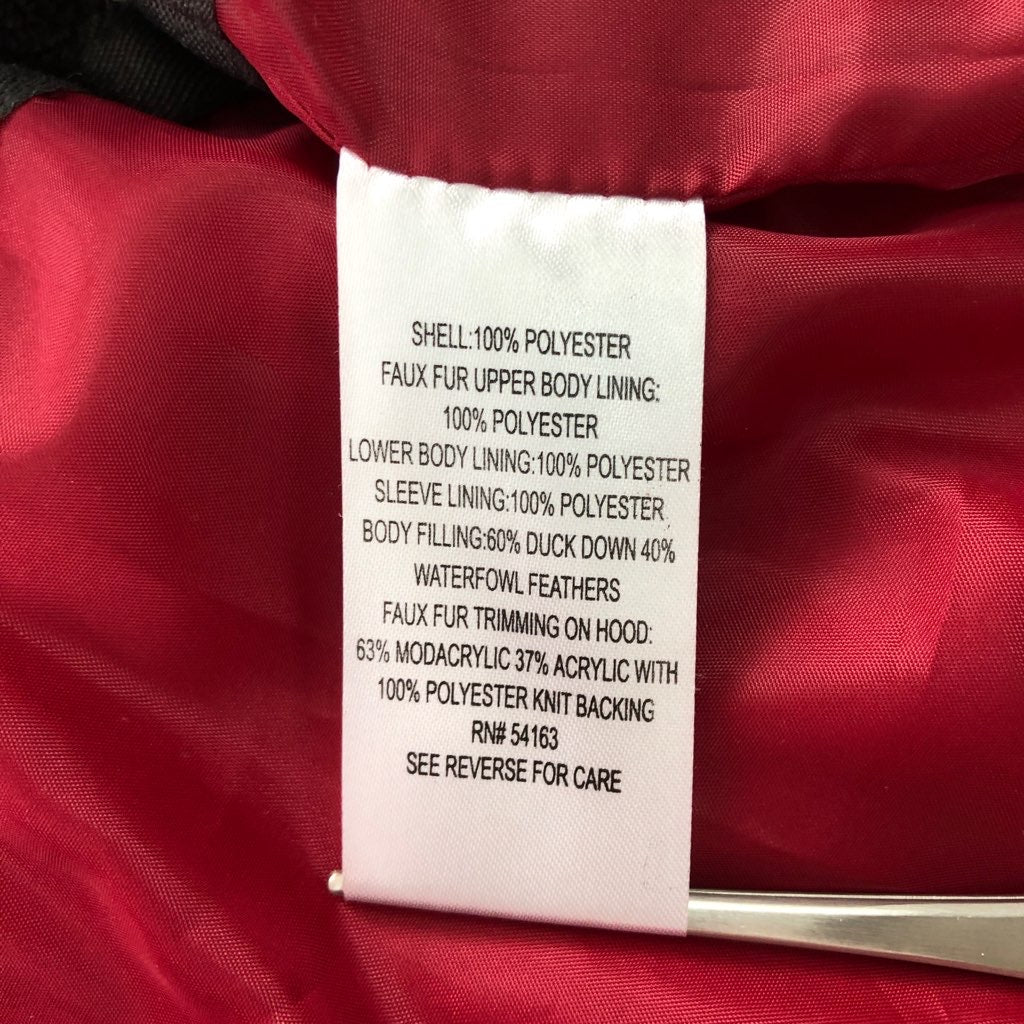 SHELL:100% POLYESTER
FAUX FUR UPPER BODY LINING:
100% POLYESTER
LOWER BODY LINING:100% POLYESTER
SLEEVE LINING:100% POLYESTER
BODY FILLING:60% DUCK DOWN 40%
WATERFOWL FEATHERS
FAUX FUR TRIMMING ON HOOD:
63% MODACRYLIC 37% ACRYLIC WITH
100% POLYESTER KNIT BACKING
RN# 54163
SEE REVERSE FOR CARE